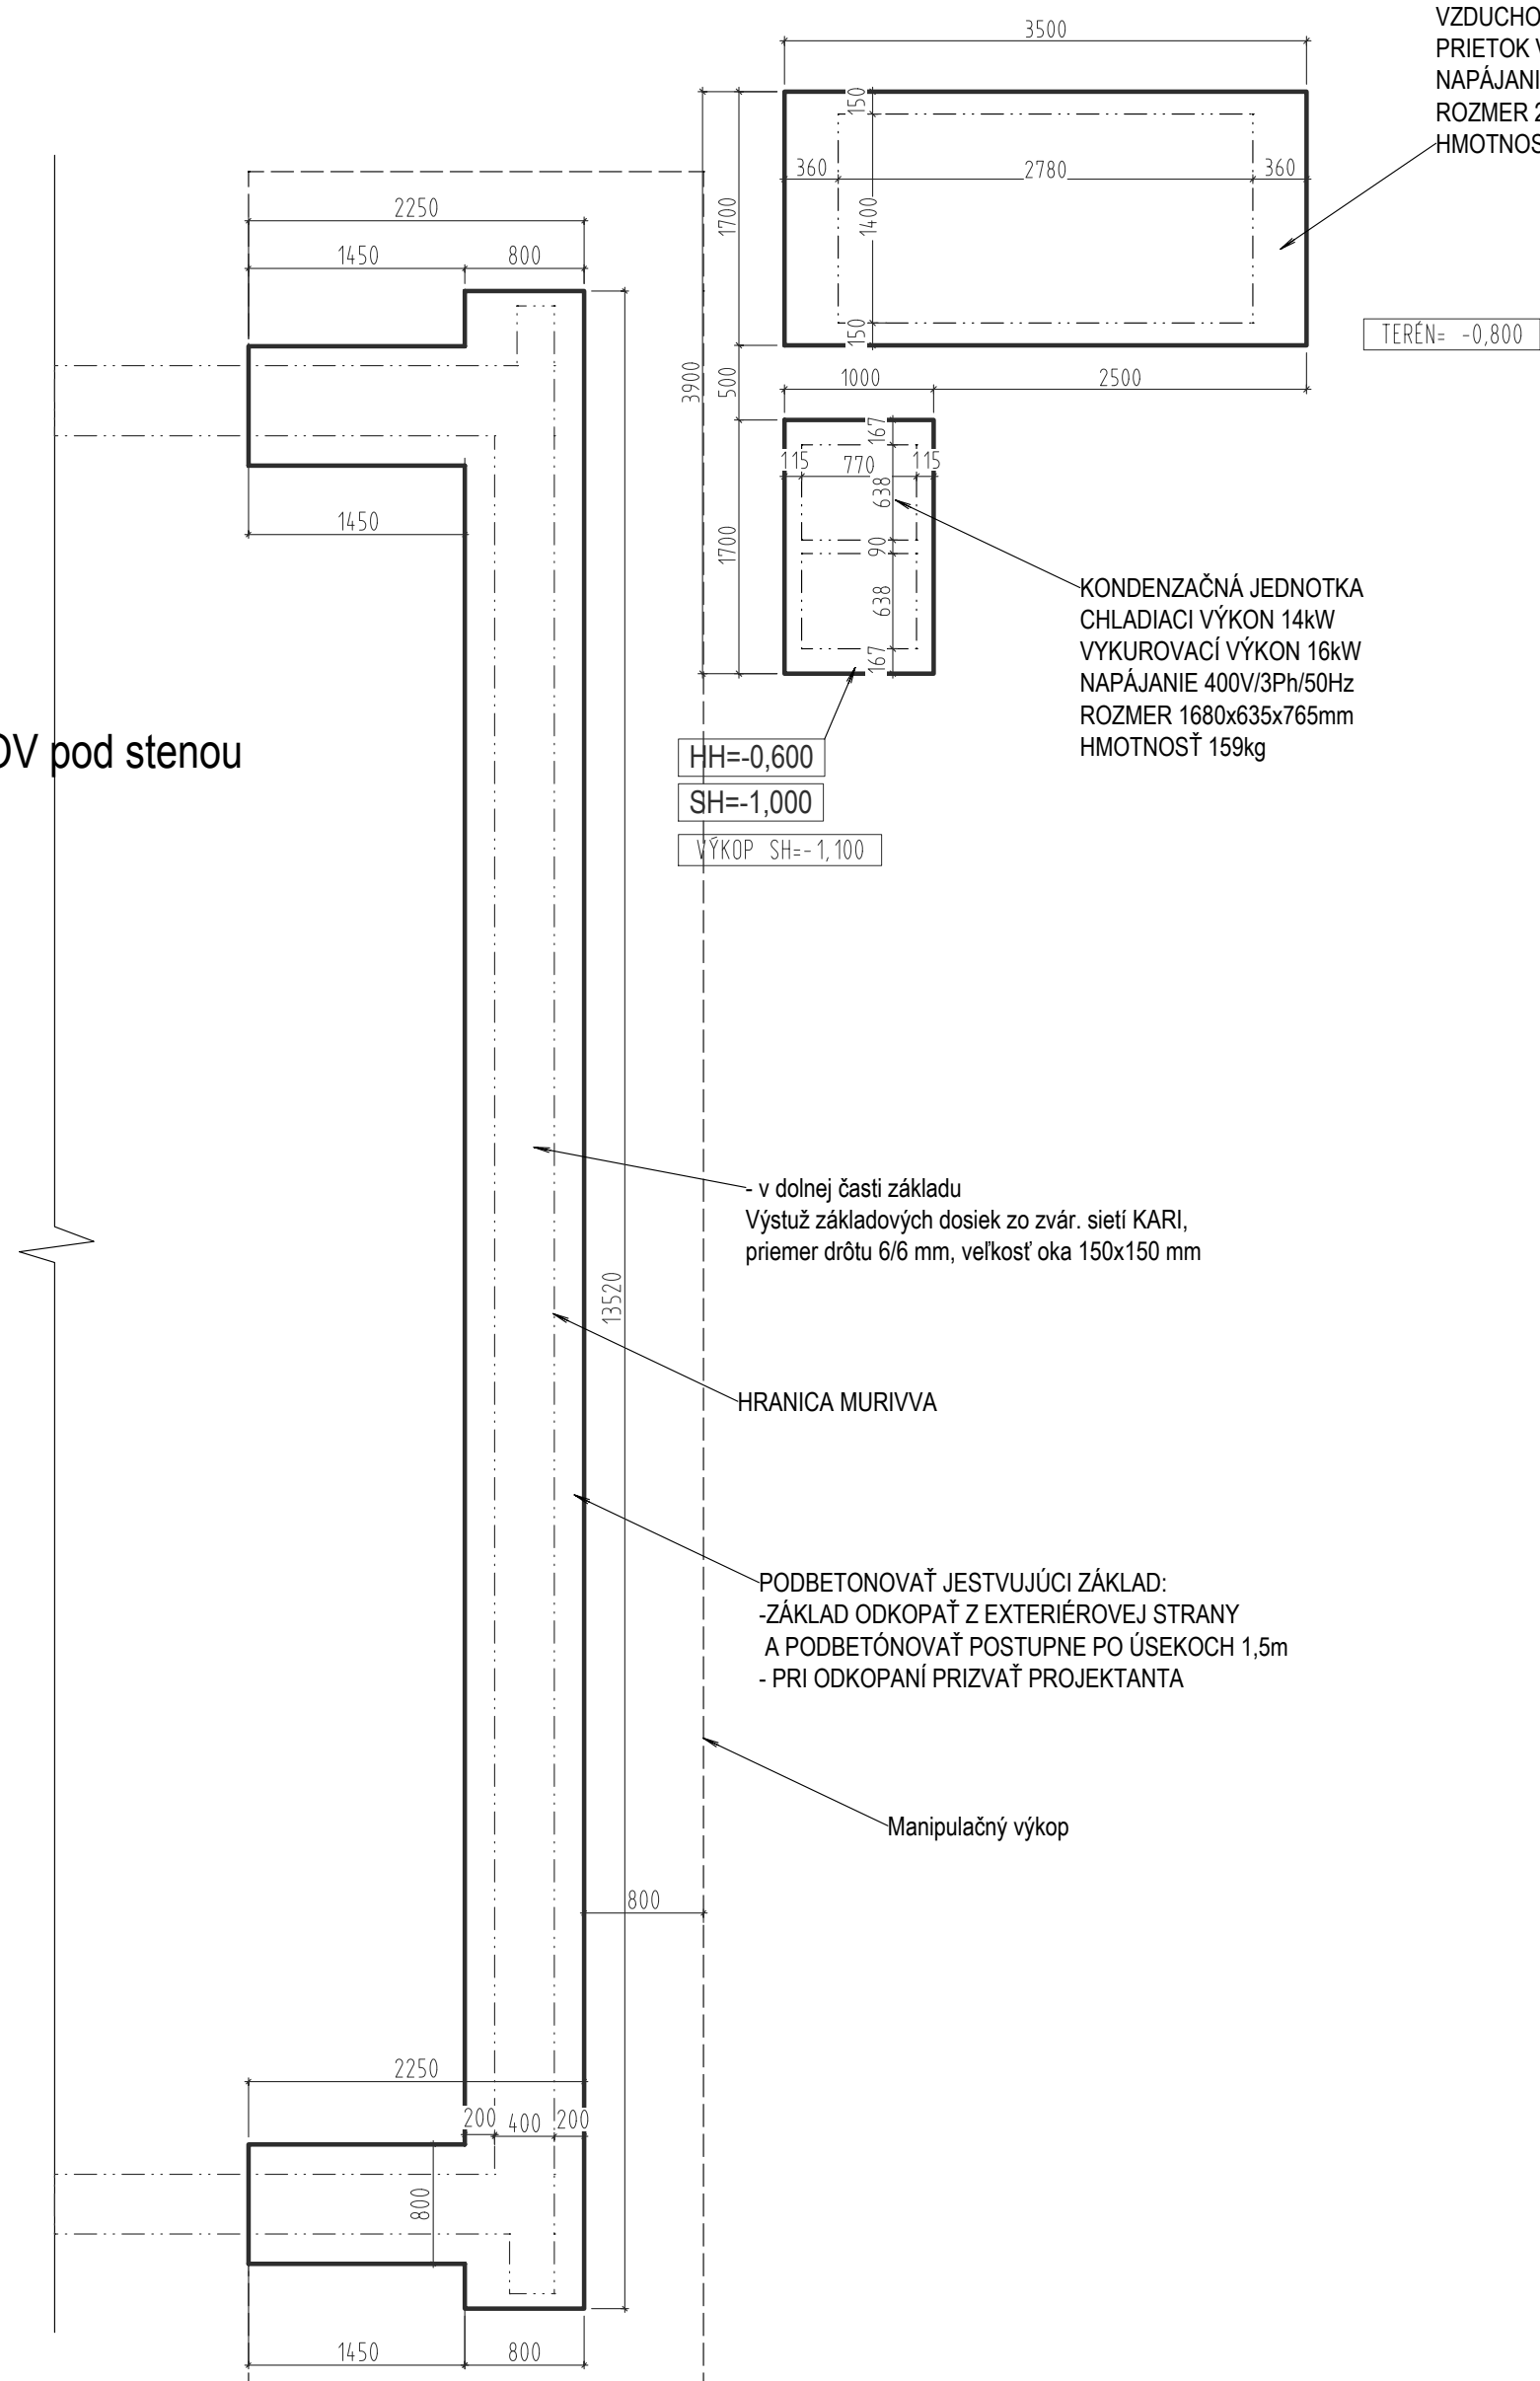 VZDUCHO
PRIETOK V
NAPÁJANI
ROZMER 2
HMOTNOS
3500
150
360
2780
360
1700
1400
150
2250
1450
800
TERÉN= -0,800
3900
500
1000
2500
167
115
770
115
638
1450
1700
90
638
167
KONDENZAČNÁ JEDNOTKA
CHLADIACI VÝKON 14kW
VYKUROVACÍ VÝKON 16kW
NAPÁJANIE 400V/3Ph/50Hz
ROZMER 1680x635x765mm
HMOTNOSŤ 159kg
OV pod stenou
HH=-0,600
SH=-1,000
VÝKOP SH=-1,100
- v dolnej časti základu
Výstuž základových dosiek zo zvár. sietí KARI,
priemer drôtu 6/6 mm, veľkosť oka 150x150 mm
13520
HRANICA MURIVVA
PODBETONOVAŤ JESTVUJÚCI ZÁKLAD:
-ZÁKLAD ODKOPAŤ Z EXTERIÉROVEJ STRANY
A PODBETÓNOVAŤ POSTUPNE PO ÚSEKOCH 1,5m
- PRI ODKOPANÍ PRIZVAŤ PROJEKTANTA
Manipulačný výkop
800
2250
200
400
200
800
1450
800